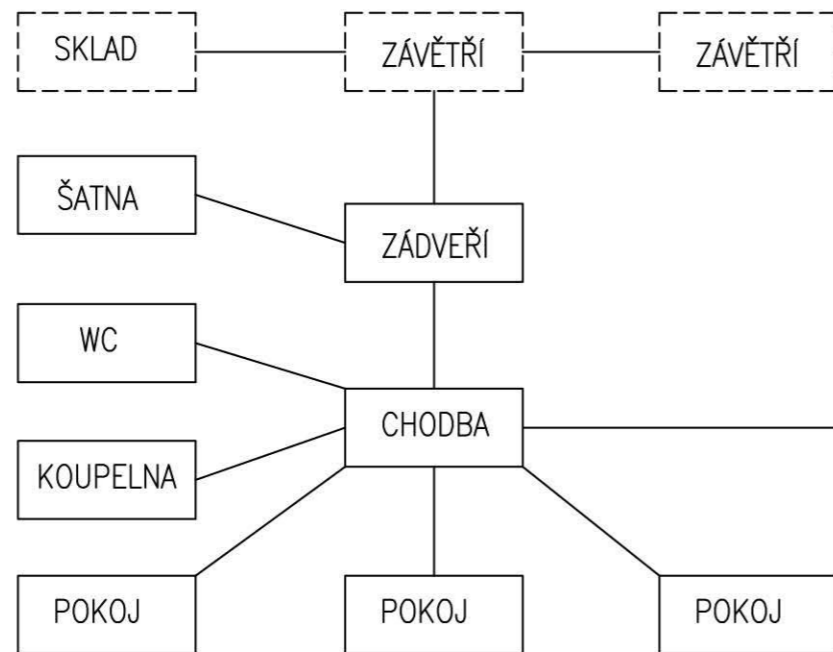 SKLAD
ZÁVĚTŘÍ
ZÁVĚTŘÍ
ŠATNA
ZÁDVEŘÍ
WC
CHODBA
KOUPELNA
POKOJ
POKOJ
POKOJ